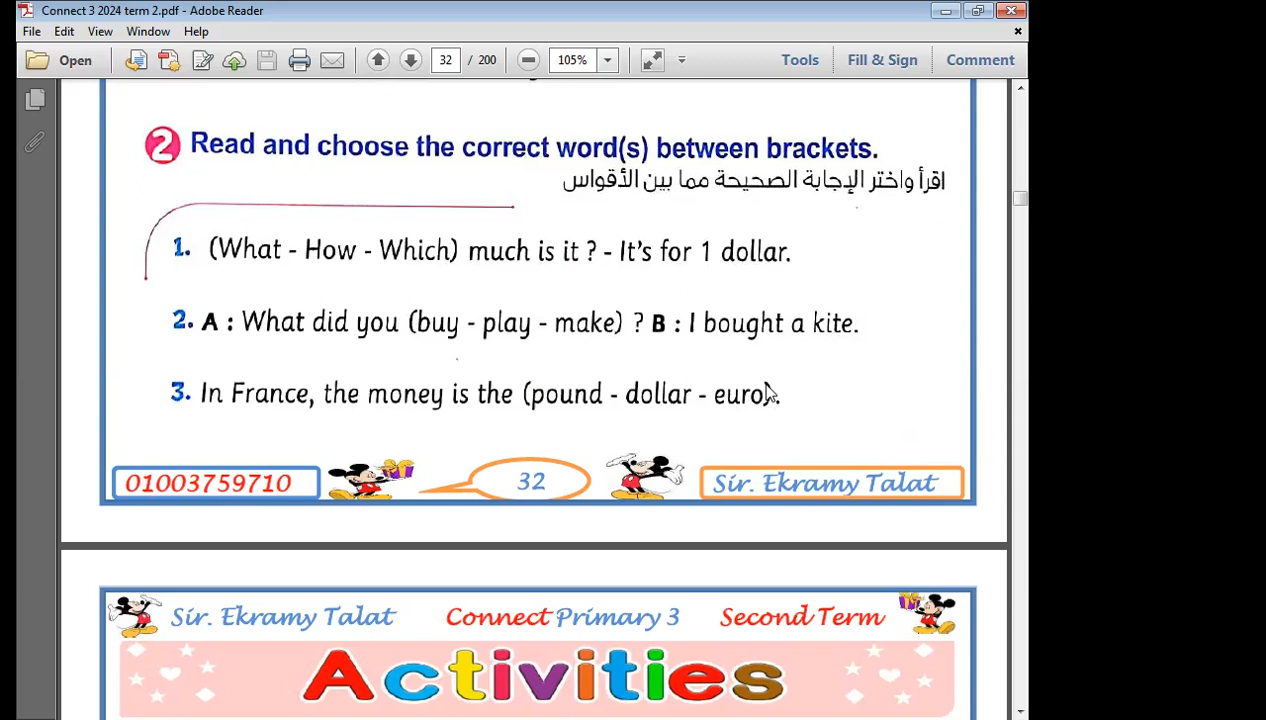 Connect 3 2024 term 2.pdf - Adobe Reader
File Edit View Window Help
Open 32 / 200 105% Tools Fill & Sign Comment
2 Read and choose the correct word(s) between brackets.
اقرأ واختر الإجابة الصحيحة مما بين الأقواس
1. (What - How - Which) much is it ? - It's for 1 dollar.
2. A : What did you (buy - play - make) ? B : I bought a kite.
3. In France, the money is the (pound - dollar - euro).
01003759710 32 Sir. Ekramy Talat
Sir. Ekramy Talat Connect Primary 3 Second Term
Activities